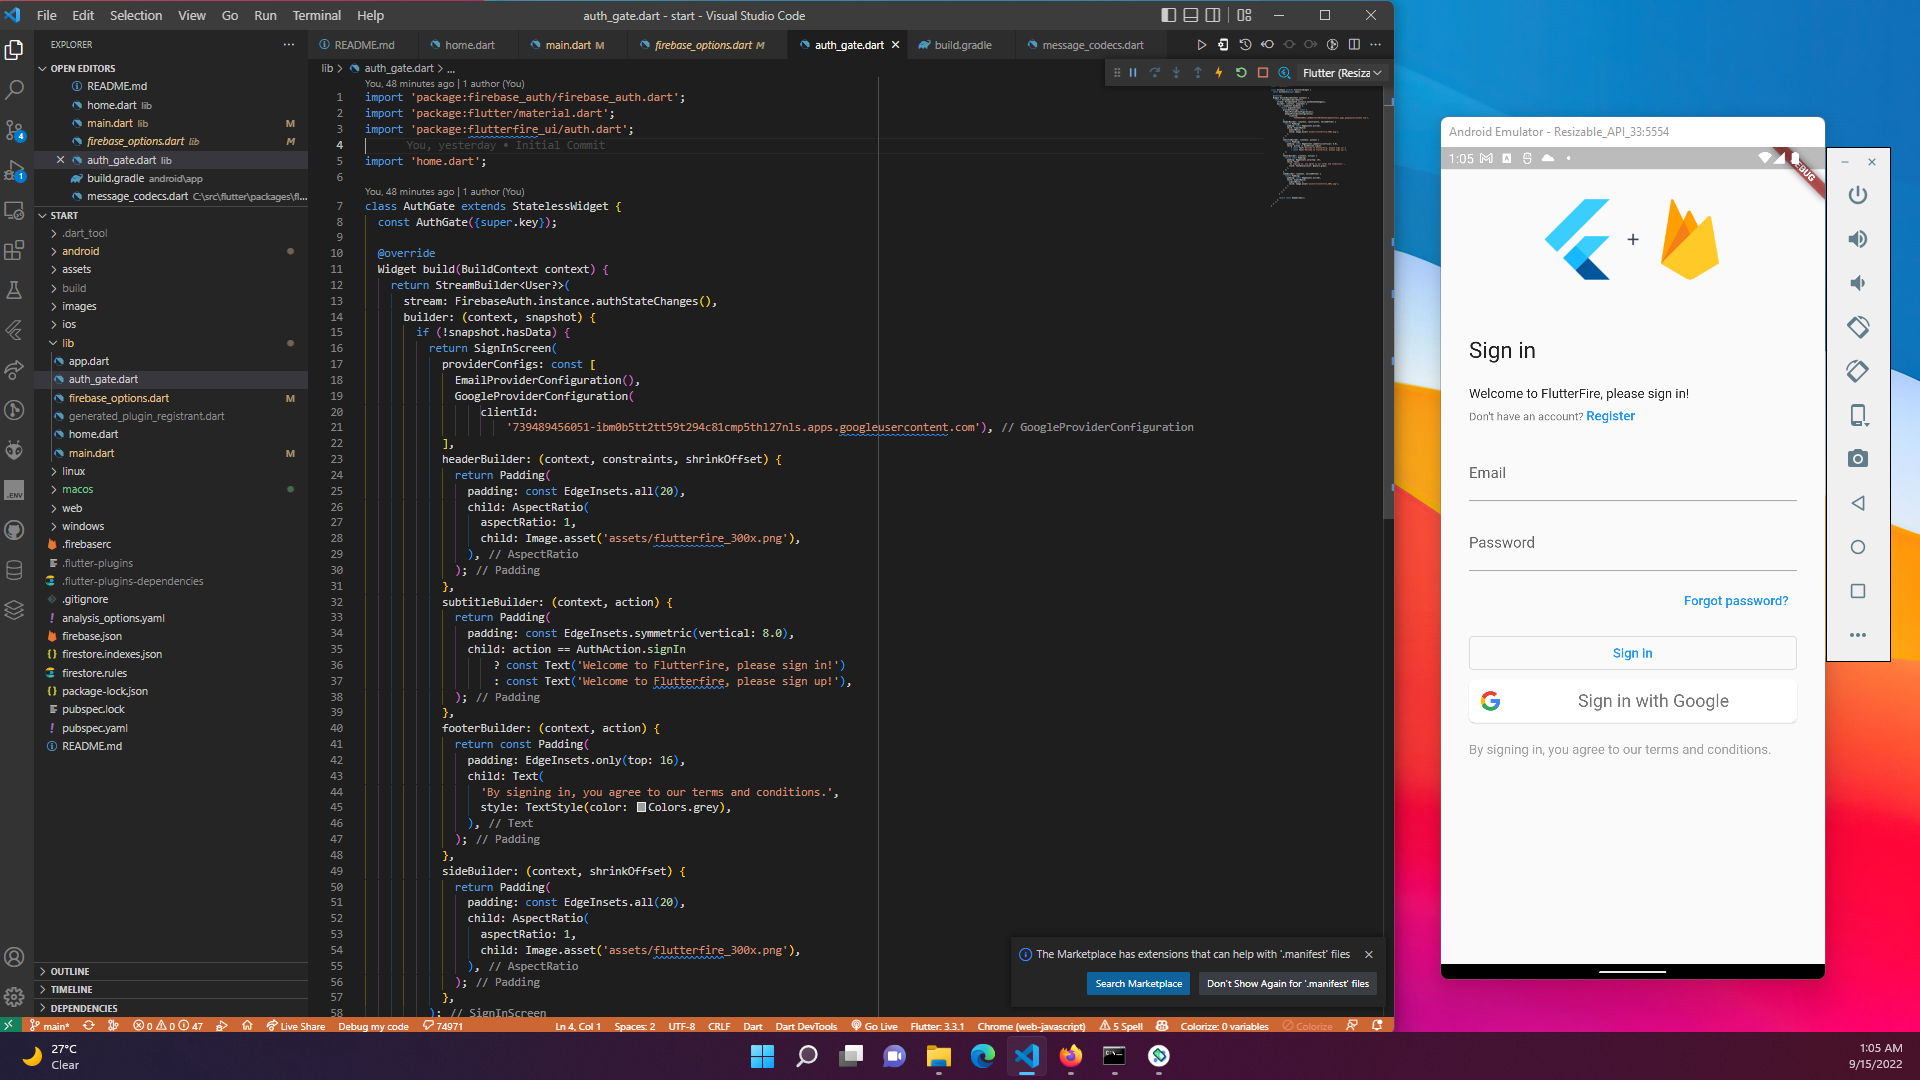 File Edit Selection View Go Run Terminal Help
auth_gate.dart - start - Visual Studio Code
EXPLORER
OPEN EDITORS
README.md
home.dart lib
main.dart lib M
firebase_options.dart lib M
auth_gate.dart lib
build.gradle android\app
message_codecs.dart C:\src\flutter\packages\fl...
START
.dart_tool
android
assets
build
images
ios
lib
app.dart
auth_gate.dart
firebase_options.dart M
generated_plugin_registrant.dart
home.dart
main.dart M
linux
macos
web
windows
.firebaserc
.flutter-plugins
.flutter-plugins-dependencies
.gitignore
analysis_options.yaml
firebase.json
firestore.indexes.json
firestore.rules
package-lock.json
pubspec.lock
pubspec.yaml
README.md
OUTLINE
TIMELINE
DEPENDENCIES
README.md home.dart main.dart M firebase_options.dart M auth_gate.dart build.gradle message_codecs.dart
lib > auth_gate.dart > ...
Flutter (Resiza
You, 48 minutes ago | 1 author (You)
1 import 'package:firebase_auth/firebase_auth.dart';
2 import 'package:flutter/material.dart';
3 import 'package:flutterfire_ui/auth.dart';
4 You, yesterday • Initial Commit
5 import 'home.dart';
6
You, 48 minutes ago | 1 author (You)
7 class AuthGate extends StatelessWidget {
8 const AuthGate({super.key});
9
10 @override
11 Widget build(BuildContext context) {
12 return StreamBuilder<User?>(
13 stream: FirebaseAuth.instance.authStateChanges(),
14 builder: (context, snapshot) {
15 if (!snapshot.hasData) {
16 return SignInScreen(
17 providerConfigs: const [
18 EmailProviderConfiguration(),
19 GoogleProviderConfiguration(
20 clientId:
21 '739489456051-ibm0b5tt2tt59t294c81cmp5thl27nls.apps.googleusercontent.com'), // GoogleProviderConfiguration
22 ],
23 headerBuilder: (context, constraints, shrinkOffset) {
24 return Padding(
25 padding: const EdgeInsets.all(20),
26 child: AspectRatio(
27 aspectRatio: 1,
28 child: Image.asset('assets/flutterfire_300x.png'),
29 ), // AspectRatio
30 ); // Padding
31 },
32 subtitleBuilder: (context, action) {
33 return Padding(
34 padding: const EdgeInsets.symmetric(vertical: 8.0),
35 child: action == AuthAction.signIn
36 ? const Text('Welcome to FlutterFire, please sign in!')
37 : const Text('Welcome to Flutterfire, please sign up!'),
38 ); // Padding
39 },
40 footerBuilder: (context, action) {
41 return const Padding(
42 padding: EdgeInsets.only(top: 16),
43 child: Text(
44 'By signing in, you agree to our terms and conditions.',
45 style: TextStyle(color: Colors.grey),
46 ), // Text
47 ); // Padding
48 },
49 sideBuilder: (context, shrinkOffset) {
50 return Padding(
51 padding: const EdgeInsets.all(20),
52 child: AspectRatio(
53 aspectRatio: 1,
54 child: Image.asset('assets/flutterfire_300x.png'),
55 ), // AspectRatio
56 ); // Padding
57 },
58 ); // SignInScreen
The Marketplace has extensions that can help with '.manifest' files
Search Marketplace
Don't Show Again for '.manifest' files
4
1
.ENV
main* 0 0 47 Live Share Debug my code 74971 Ln 4, Col 1 Spaces: 2 UTF-8 CRLF Dart Dart DevTools Go Live Flutter: 3.3.1 Chrome (web-javascript) 5 Spell Colorize: 0 variables Colorize
Android Emulator - Resizable_API_33:5554
1:05
+
Sign in
Welcome to FlutterFire, please sign in!
Don't have an account? Register
Email
Password
Forgot password?
Sign in
Sign in with Google
By signing in, you agree to our terms and conditions.
27°C
Clear
1:05 AM
9/15/2022